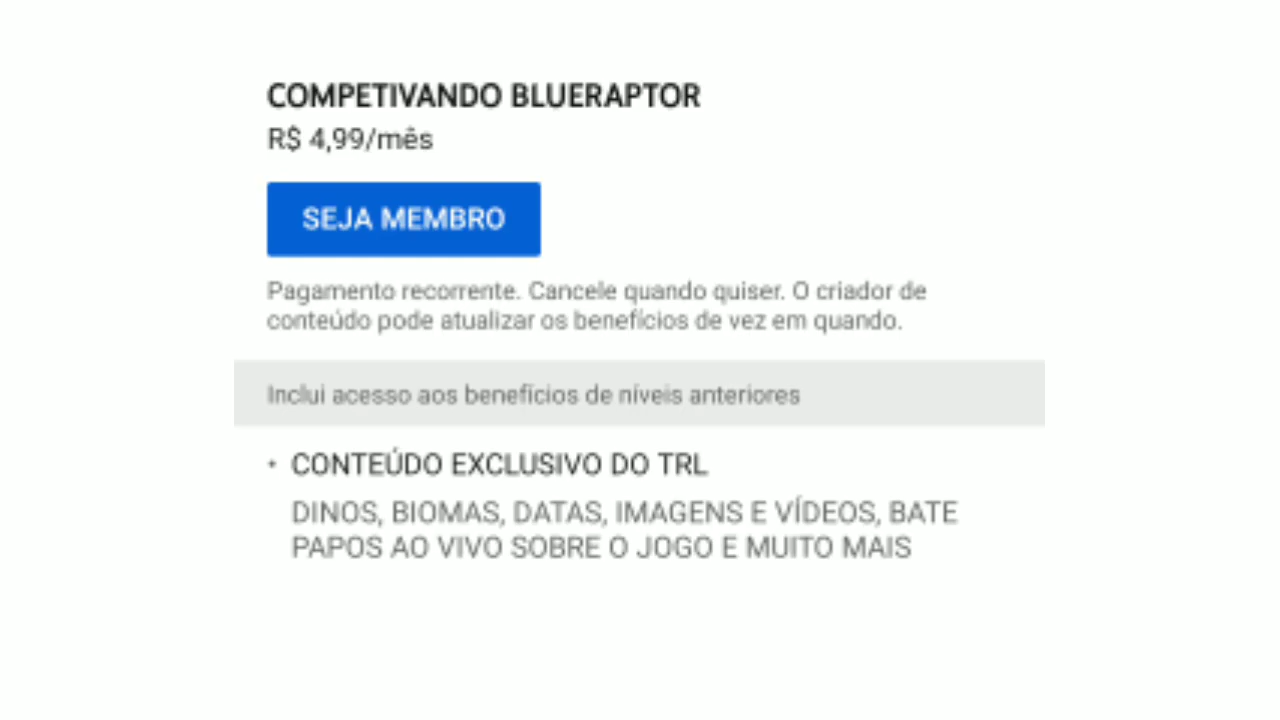 COMPETIVANDO BLUERAPTOR
R$ 4,99/mês
SEJA MEMBRO
Pagamento recorrente. Cancele quando quiser. O criador de
conteúdo pode atualizar os benefícios de vez em quando.
Inclui acesso aos benefícios de níveis anteriores
• CONTEÚDO EXCLUSIVO DO TRL
DINOS, BIOMAS, DATAS, IMAGENS E VÍDEOS, BATE
PAPOS AO VIVO SOBRE O JOGO E MUITO MAIS